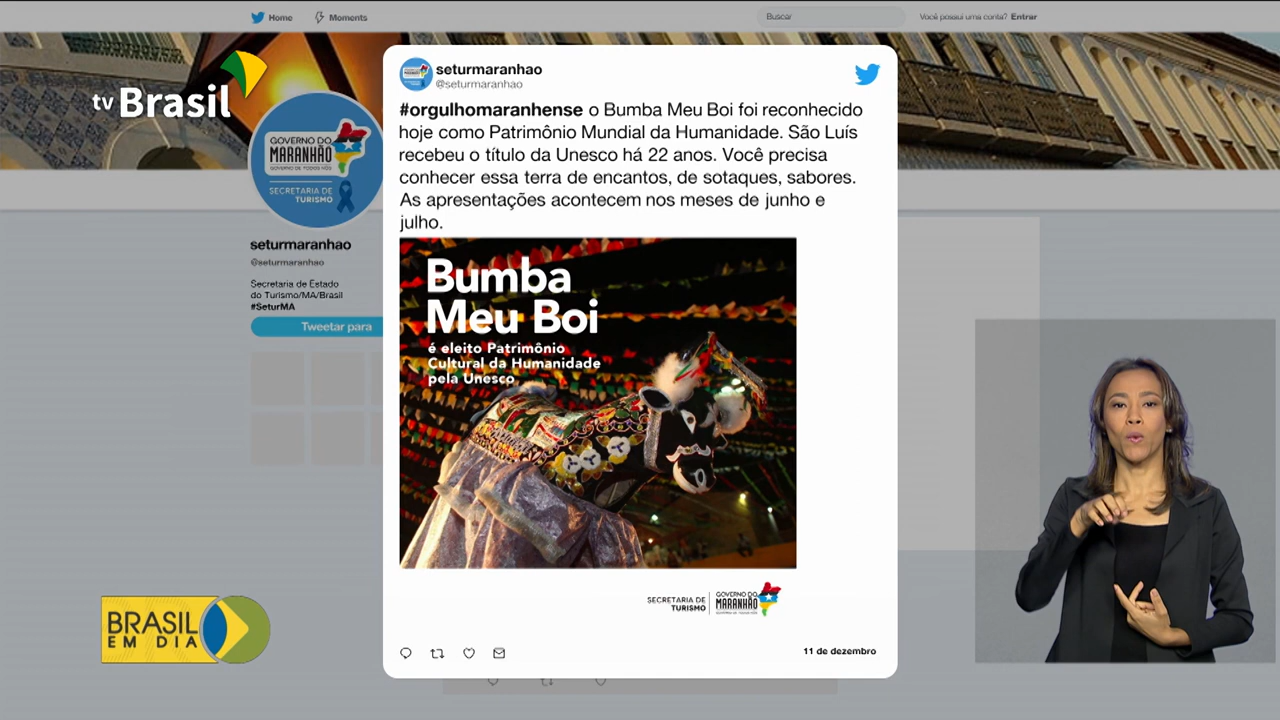 Home
Moments
Buscar
Você possui uma conta? Entrar
tv Brasil
GOVERNO DO
MARANHÃO
GOVERNO DE TODOS NÓS
SECRETARIA DE
TURISMO
seturmaranhao
@seturmaranhao
Secretaria de Estado
do Turismo/MA/Brasil
#SeturMA
Tweetar para
seturmaranhao
@seturmaranhao
#orgulhomaranhense o Bumba Meu Boi foi reconhecido
hoje como Patrimônio Mundial da Humanidade. São Luís
recebeu o título da Unesco há 22 anos. Você precisa
conhecer essa terra de encantos, de sotaques, sabores.
As apresentações acontecem nos meses de junho e
julho.
Bumba
Meu Boi
é eleito Patrimônio
Cultural da Humanidade
pela Unesco
SECRETARIA DE
TURISMO
GOVERNO DO
MARANHÃO
11 de dezembro
BRASIL
EM DIA